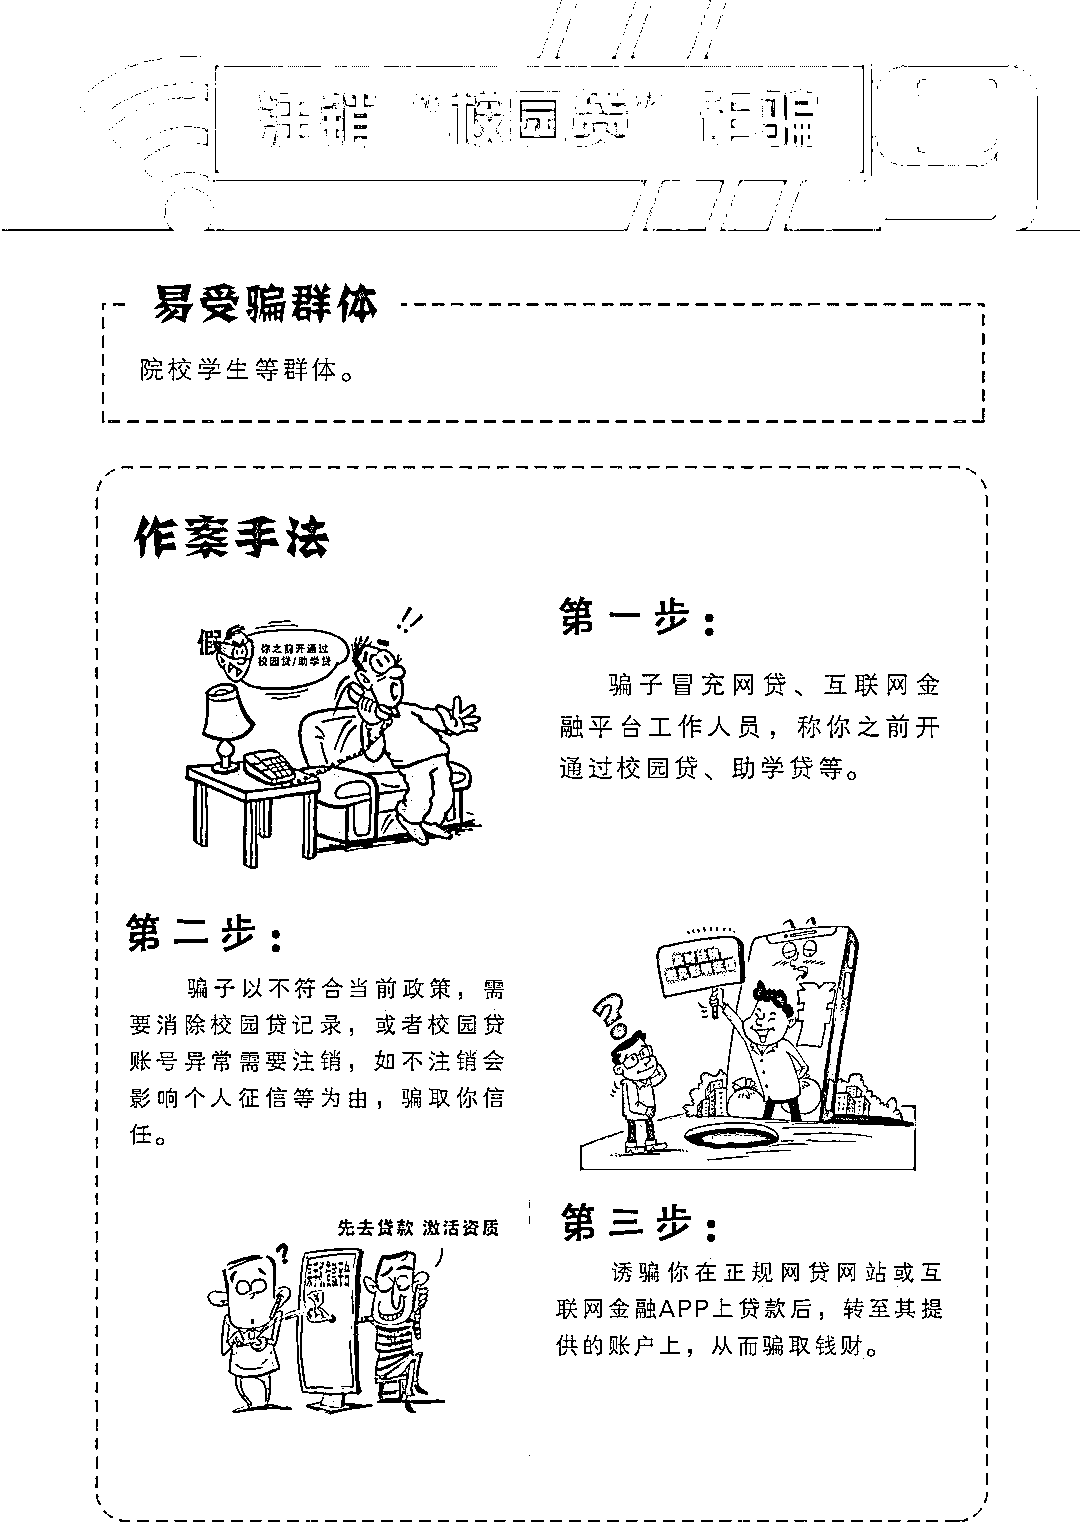 注销“校园贷”诈骗
易受骗群体
院校学生等群体。
作案手法
假
你之前开通过
校园贷/助学贷
第一步：
骗子冒充网贷、互联网金
融平台工作人员，称你之前开
通过校园贷、助学贷等。
第二步：
骗子以不符合当前政策，需
要消除校园贷记录，或者校园贷
账号异常需要注销，如不注销会
影响个人征信等为由，骗取你信
任。
先去贷款 激活资质
第三步：
诱骗你在正规网贷网站或互
联网金融APP上贷款后，转至其提
供的账户上，从而骗取钱财。